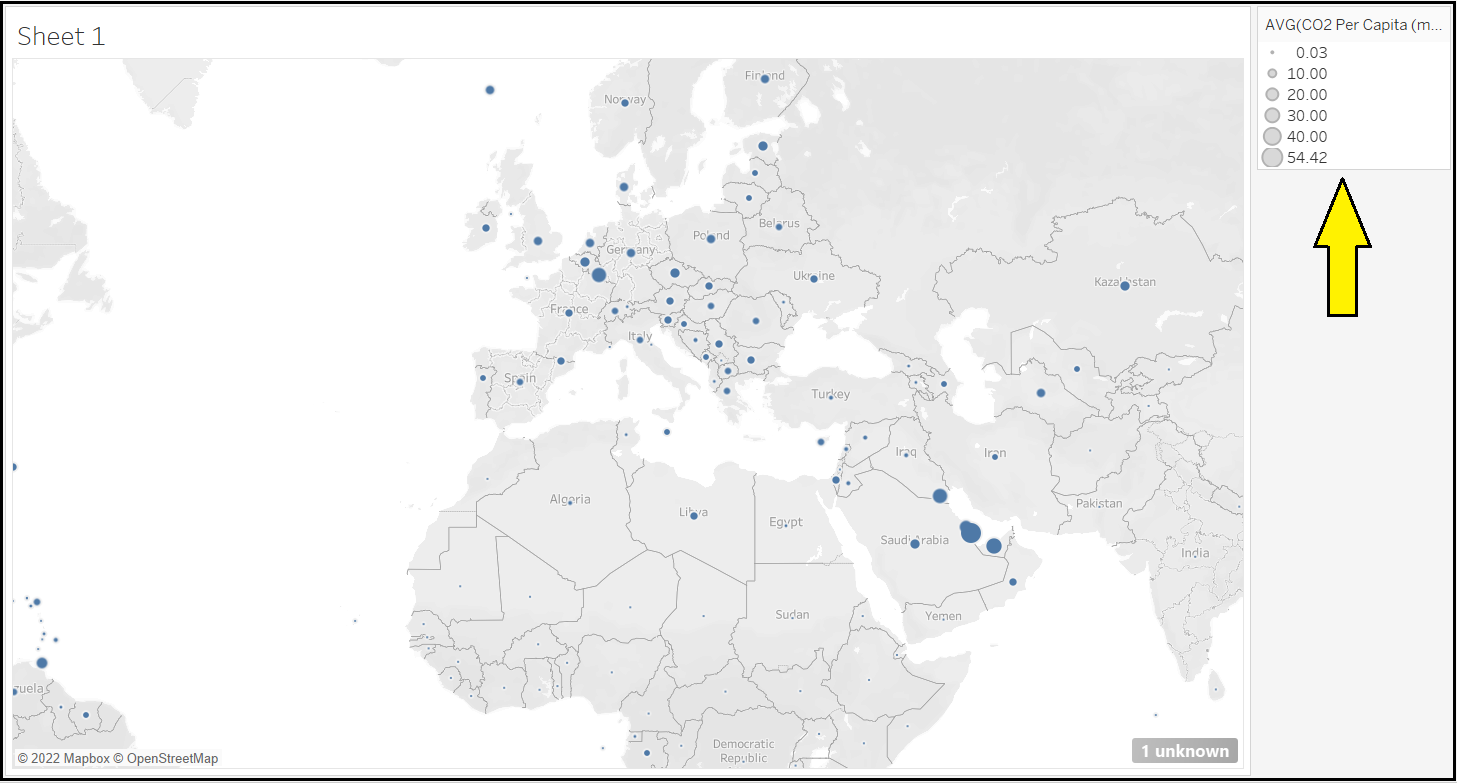 Sheet 1
AVG(CO2 Per Capita (m...
0.03
10.00
20.00
30.00
40.00
54.42
Finland
Norway
Belarus
Poland
Germany
Ukraine
Kazakhstan
France
Italy
Spain
Turkey
Iraq
Iran
Algeria
Libya
Egypt
Pakistan
Saudi Arabia
India
Sudan
Yemen
zuela
Democratic
Republic
© 2022 Mapbox © OpenStreetMap
1 unknown